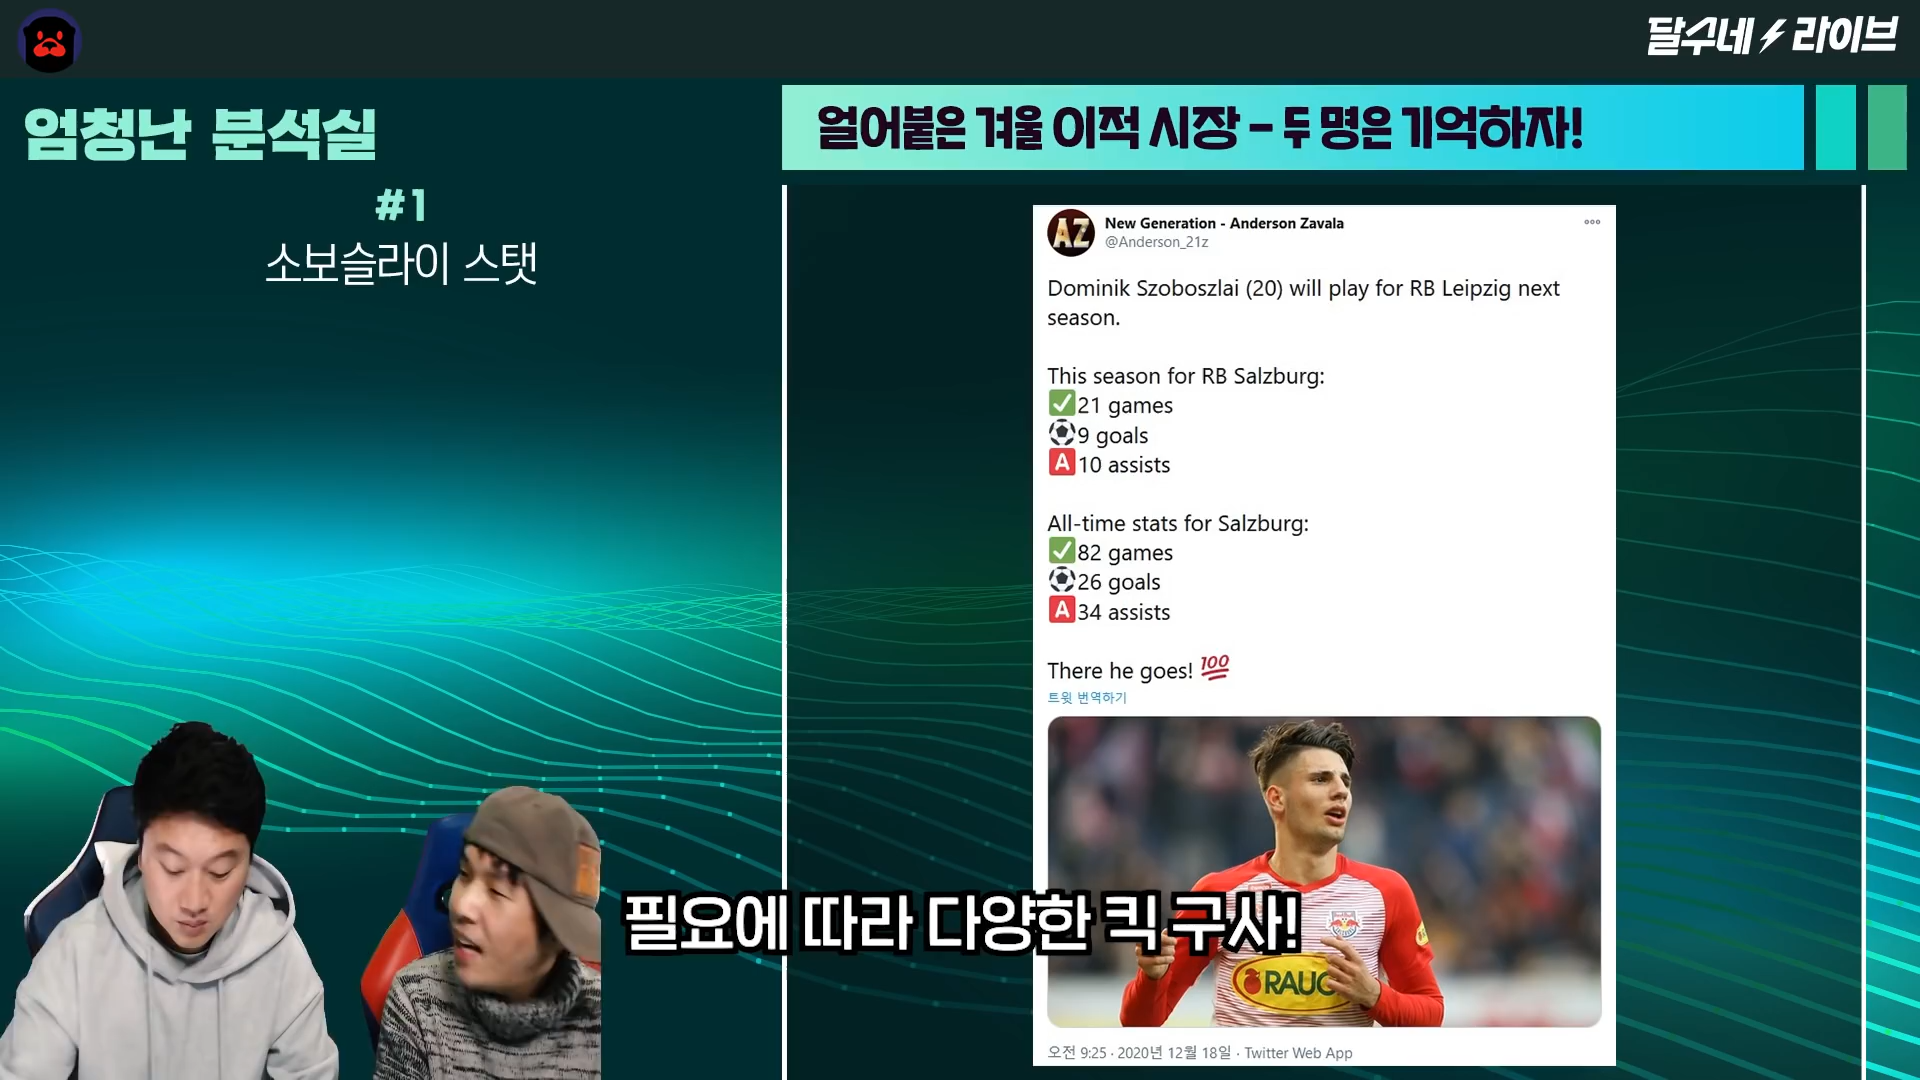 달수네⚡라이브
엄청난 분석실
#1
소보슬라이 스탯
얼어붙은 겨울 이적 시장 – 두 명은 기억하자!
AZ
New Generation - Anderson Zavala
@Anderson_21z
Dominik Szoboszlai (20) will play for RB Leipzig next
season.
This season for RB Salzburg:
✅21 games
⚽9 goals
🅰10 assists
All-time stats for Salzburg:
✅82 games
⚽26 goals
🅰34 assists
There he goes! 💯
트윗 번역하기
RAUC
필요에 따라 다양한 킥 구사!
오전 9:25 · 2020년 12월 18일 · Twitter Web App